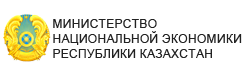 МИНИСТЕРСТВО
НАЦИОНАЛЬНОЙ ЭКОНОМИКИ
РЕСПУБЛИКИ КАЗАХСТАН